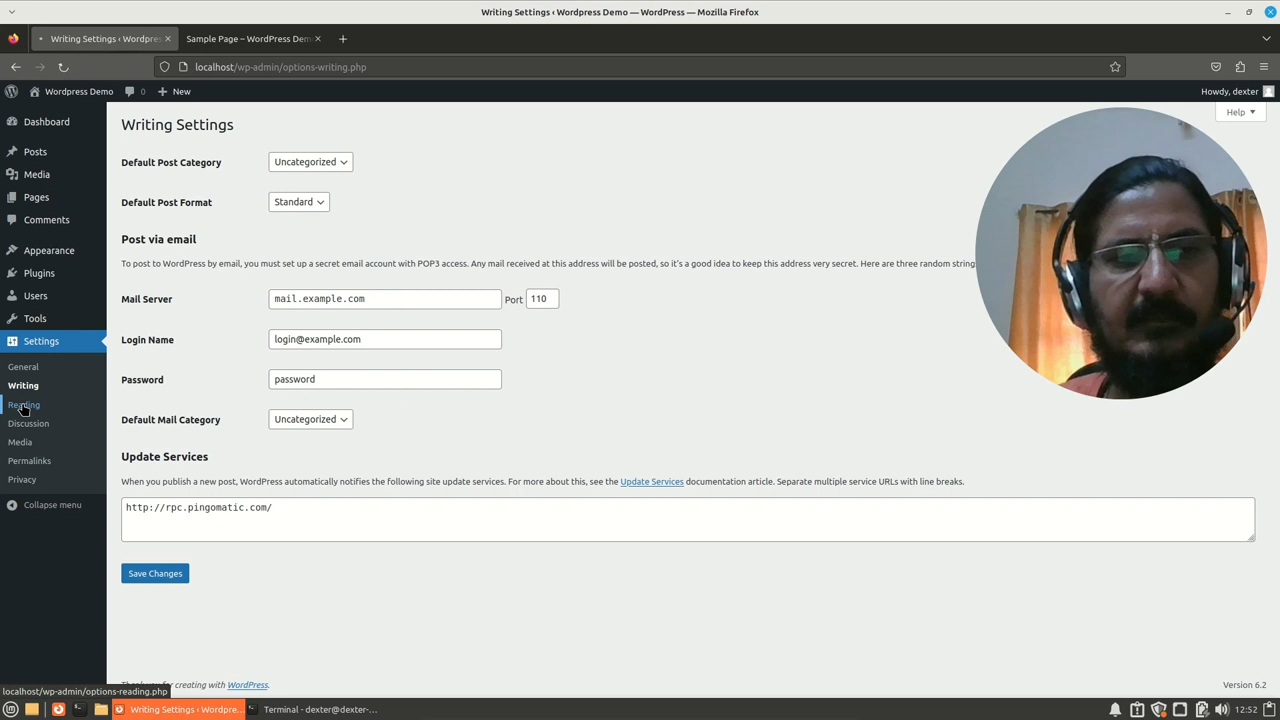 Writing Settings ‹ Wordpress Demo — WordPress — Mozilla Firefox
Writing Settings ‹ Wordpres
Sample Page – WordPress Dem
localhost/wp-admin/options-writing.php
Wordpress Demo 0 New
Howdy, dexter
Help
Dashboard
Posts
Media
Pages
Comments
Appearance
Plugins
Users
Tools
Settings
General
Writing
Reading
Discussion
Media
Permalinks
Privacy
Collapse menu
Writing Settings
Default Post Category Uncategorized
Default Post Format Standard
Post via email
To post to WordPress by email, you must set up a secret email account with POP3 access. Any mail received at this address will be posted, so it's a good idea to keep this address very secret. Here are three random string
Mail Server mail.example.com Port 110
Login Name login@example.com
Password password
Default Mail Category Uncategorized
Update Services
When you publish a new post, WordPress automatically notifies the following site update services. For more about this, see the Update Services documentation article. Separate multiple service URLs with line breaks.
http://rpc.pingomatic.com/
Save Changes
for creating with WordPress.
Version 6.2
localhost/wp-admin/options-reading.php
Writing Settings ‹ Wordpre...
Terminal - dexter@dexter-...
12:52